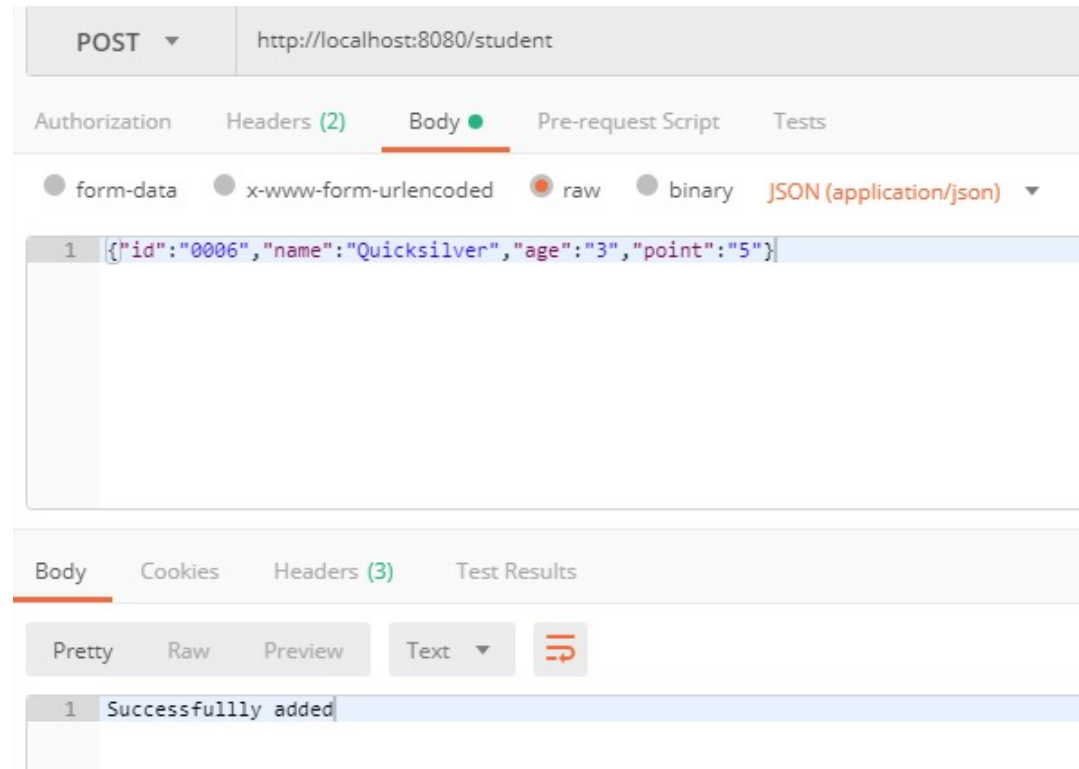 POST http://localhost:8080/student
Authorization Headers (2) Body Pre-request Script Tests
form-data x-www-form-urlencoded raw binary JSON (application/json)
1 {"id":"0006","name":"Quicksilver","age":"3","point":"5"}
Body Cookies Headers (3) Test Results
Pretty Raw Preview Text
1 Successfullly added